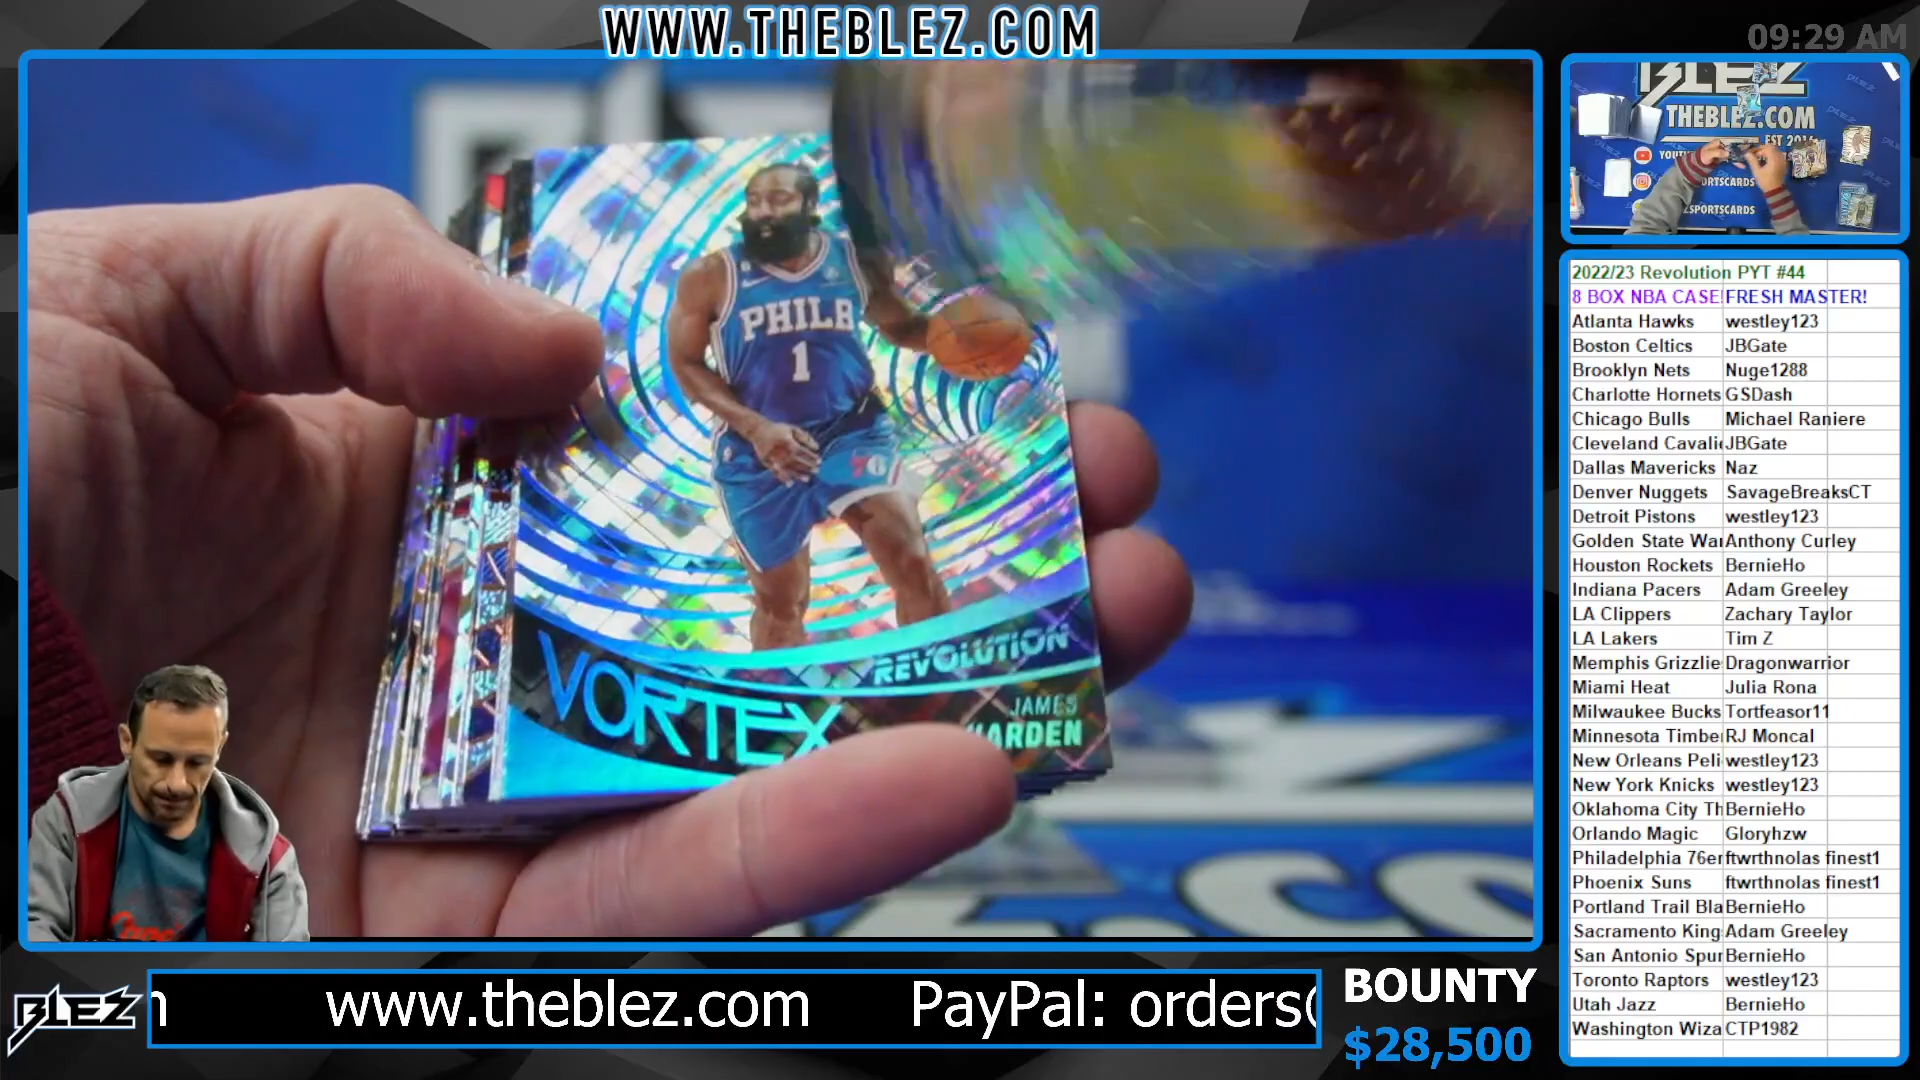 WWW.THEBLEZ.COM
09:29 AM
BLEZ
THEBLEZ.COM
PHILA
1
VORTEX
REVOLUTION
JAMES
HARDEN
2022/23 Revolution PYT #44
8 BOX NBA CASE! FRESH MASTER!
Atlanta Hawks westley123
Boston Celtics JBGate
Brooklyn Nets Nuge1288
Charlotte Hornets GSDash
Chicago Bulls Michael Raniere
Cleveland Cavalie JBGate
Dallas Mavericks Naz
Denver Nuggets SavageBreaksCT
Detroit Pistons westley123
Golden State War Anthony Curley
Houston Rockets BernieHo
Indiana Pacers Adam Greeley
LA Clippers Zachary Taylor
LA Lakers Tim Z
Memphis Grizzlie Dragonwarrior
Miami Heat Julia Rona
Milwaukee Bucks Tortfeasor11
Minnesota Timbe RJ Moncal
New Orleans Peli westley123
New York Knicks westley123
Oklahoma City Th BernieHo
Orlando Magic Gloryhzw
Philadelphia 76er ftwrthnolas finest1
Phoenix Suns ftwrthnolas finest1
Portland Trail Bla BernieHo
Sacramento King Adam Greeley
San Antonio Spur BernieHo
Toronto Raptors westley123
Utah Jazz BernieHo
Washington Wiza CTP1982
BLEZ
www.theblez.com PayPal: orders@
BOUNTY
$28,500